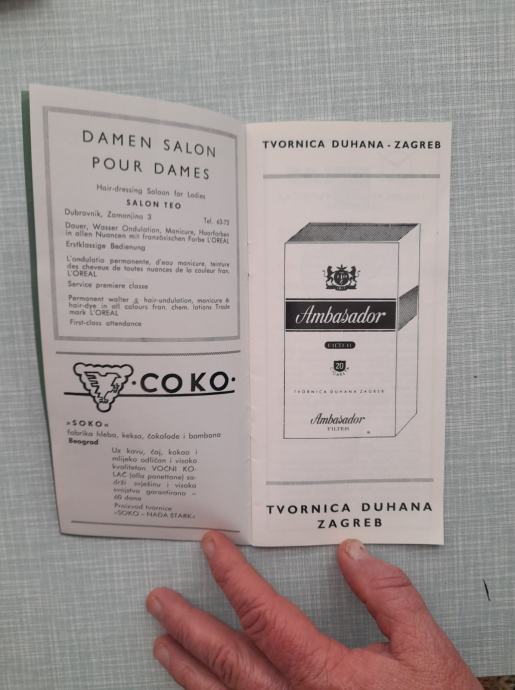 DAMEN SALON
POUR DAMES
Hair-dressing Saloon for Ladies
SALON TEO
Dubrovnik, Zamanjina 3 Tel. 63-75
Dauer, Wasser Ondulation, Manicure, Haarfarben
in allen Nuancen mit französischen Farbe L'OREAL
Erstklassige Bedienung
L'ondulatia permanente, d'eau manicure, teinture
des cheveux de toutes nuances de la couleur fran.
L'OREAL
Service premiere classe
Permanent walter & hair-undulation, manicure &
hair-dye in all colours fran. chem. lations Trade
mark L'OREAL
First-class attendance
·COKO·
»SOKO«
fabrika hleba, keksa, čokolade i bombona
Beograd
Uz kavu, čaj, kakao i
mlijeko odličan i visoko
kvalitetan VOĆNI KO-
LAČ (alla panettone) sa-
drži svježinu i visoka
svojstva garantirano –
60 dana
Proizvod tvornice
»SOKO – NADA ŠTARK«
TVORNICA DUHANA - ZAGREB
Ambasador
FILTER
20
TVORNICA DUHANA ZAGREB
Ambasador
FILTER
TVORNICA DUHANA
ZAGREB